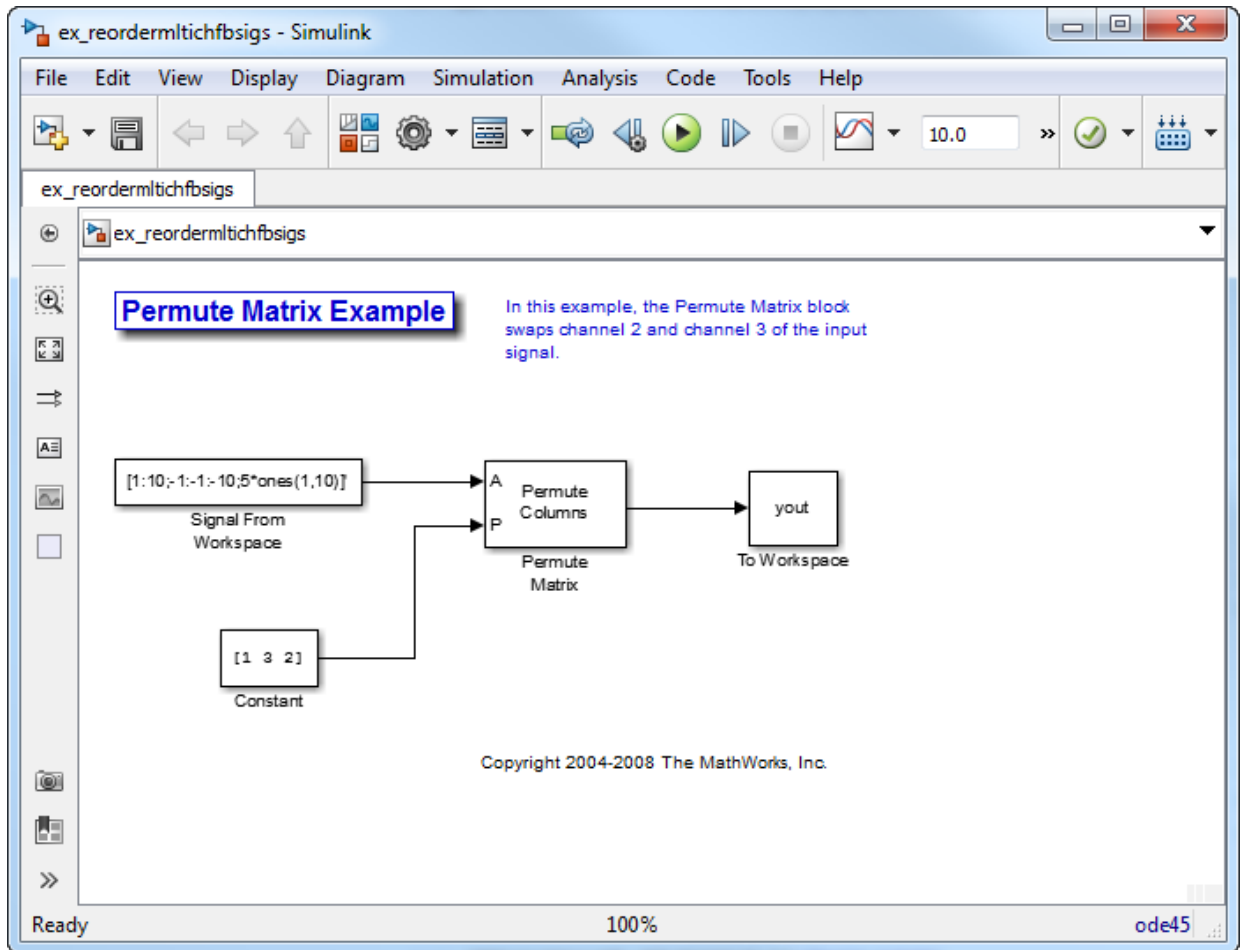 ex_reordermltichfbsigs - Simulink
File Edit View Display Diagram Simulation Analysis Code Tools Help
10.0
ex_reordermltichfbsigs
ex_reordermltichfbsigs
Permute Matrix Example
In this example, the Permute Matrix block
swaps channel 2 and channel 3 of the input
signal.
[1:10;-1:-1:-10;5*ones(1,10)]'
Signal From
Workspace
A
P
Permute
Columns
Permute
Matrix
yout
To Workspace
[1 3 2]
Constant
Copyright 2004-2008 The MathWorks, Inc.
Ready 100% ode45